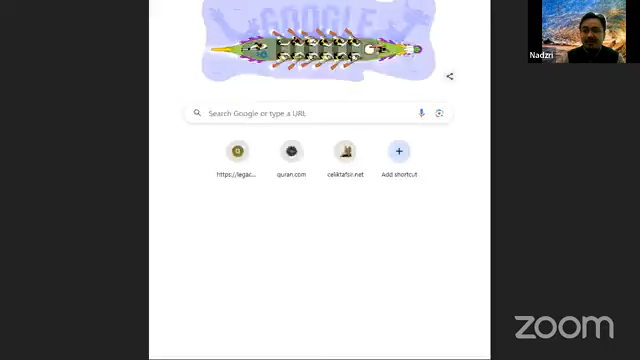 GOOGLE
Nadzri
Search Google or type a URL
https://legac...
quran.com
celiktafsir.net
Add shortcut
zoom